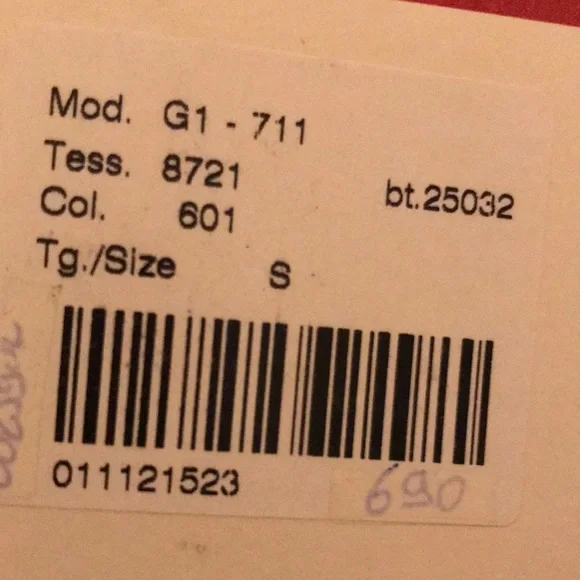 Mod. G1 - 711
Tess. 8721
bt.25032
Col. 601
Tg./Size S
011121523
690